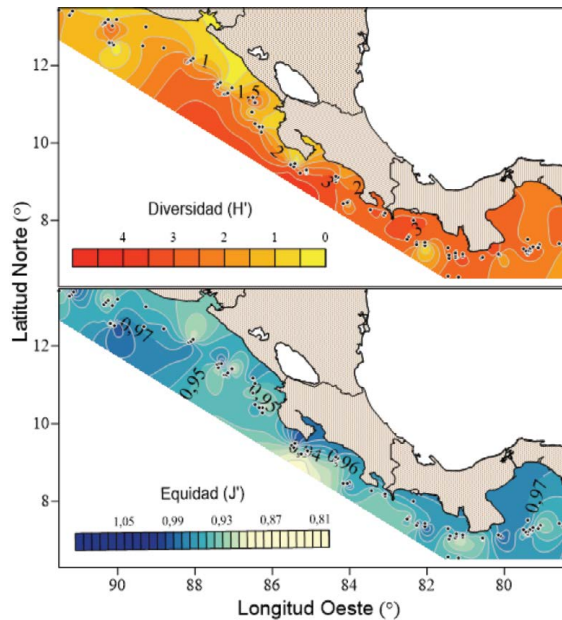 12
10
8
1
1.5
2
3
2
3
Diversidad (H')
4 3 2 1 0
Latitud Norte (°)
12
10
8
0,97
0,95
0,95
0,94
0,96
0,97
Equidad (J')
1,05 0,99 0,93 0,87 0,81
90 88 86 84 82 80
Longitud Oeste (°)